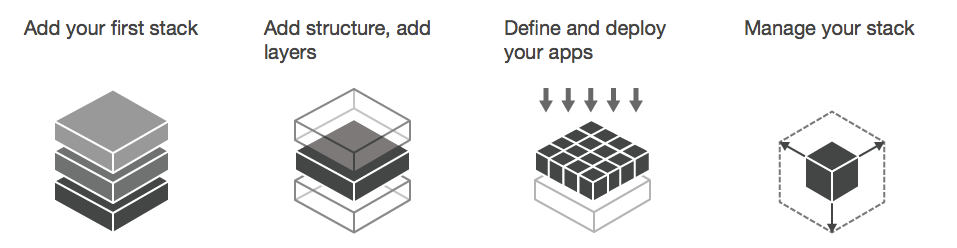 Add your first stack
Add structure, add
layers
Define and deploy
your apps
Manage your stack